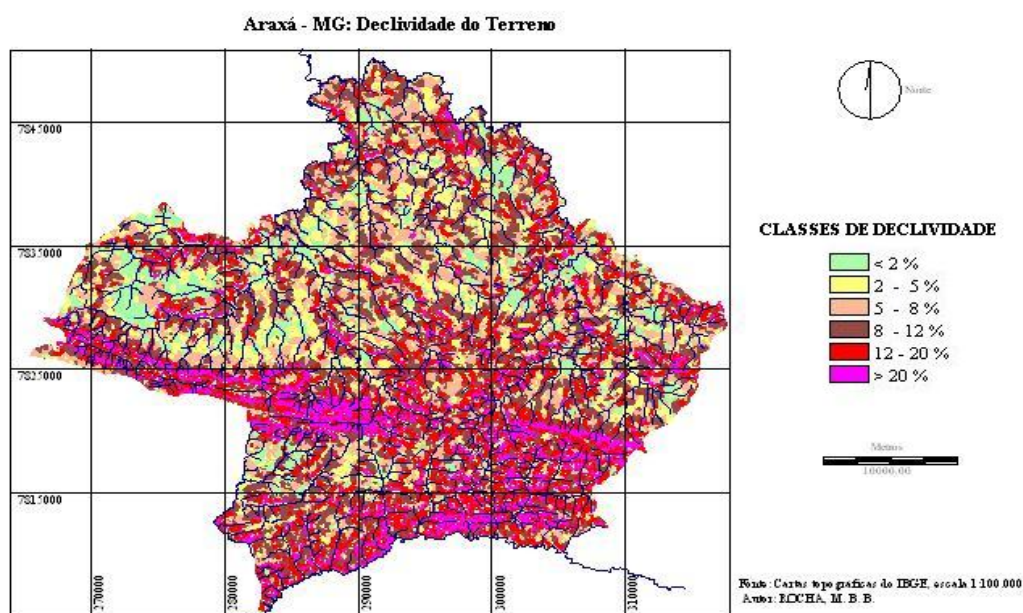 Araxá - MG: Declividade do Terreno
Norte
7845000
7835000
7825000
7815000
270000
280000
290000
300000
310000
CLASSES DE DECLIVIDADE
< 2 %
2 - 5 %
5 - 8 %
8 - 12 %
12 - 20 %
> 20 %
Metros
10000.00
Fonte: Cartas topograficas do IBGE, escala 1:100.000
Autor: ROCHA, M. B. B.